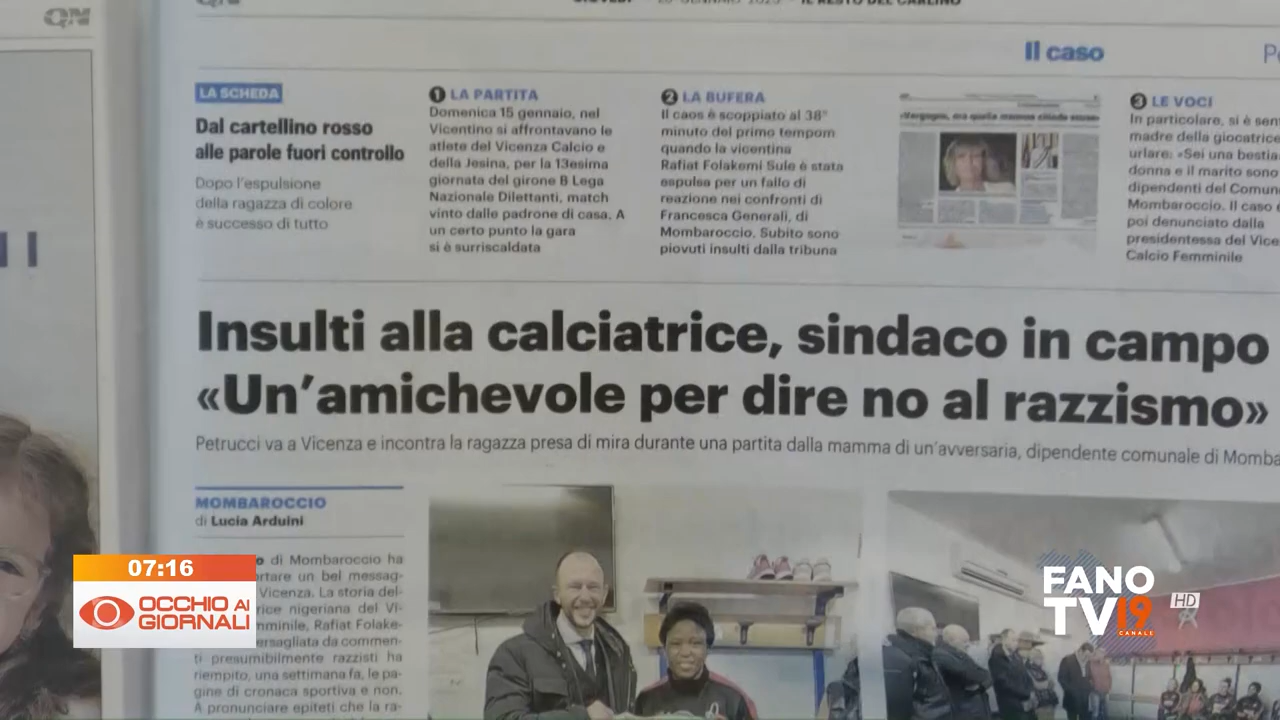 QN
IL RESTO DEL CARLINO
Il caso
LA SCHEDA
Dal cartellino rosso
alle parole fuori controllo
Dopo l'espulsione
della ragazza di colore
è successo di tutto
1 LA PARTITA
Domenica 15 gennaio, nel
Vicentino si affrontavano le
atlete del Vicenza Calcio e
della Jesina, per la 13esima
giornata del girone B Lega
Nazionale Dilettanti, match
vinto dalle padrone di casa. A
un certo punto la gara
si è surriscaldata
2 LA BUFERA
Il caos è scoppiato al 38°
minuto del primo tempom
quando la vicentina
Rafiat Folakemi Sule è stata
espulsa per un fallo di
reazione nei confronti di
Francesca Generali, di
Mombaroccio. Subito sono
piovuti insulti dalla tribuna
3 LE VOCI
In particolare, si è sen
madre della giocatrice
urlare: «Sei una bestia
donna e il marito sono
dipendenti del Comun
Mombaroccio. Il caso è
poi denunciato dalla
presidentessa del Vice
Calcio Femminile
Insulti alla calciatrice, sindaco in campo
«Un'amichevole per dire no al razzismo»
Petrucci va a Vicenza e incontra la ragazza presa di mira durante una partita dalla mamma di un'avversaria, dipendente comunale di Momba
MOMBAROCCIO
di Lucia Arduini
o di Mombaroccio ha
rtare un bel messag-
Vicenza. La storia del-
rice nigeriana del Vi-
mminile, Rafiat Folake-
ersagliata da commen-
ti presumibilmente razzisti ha
riempito, una settimana fa, le pa-
gine di cronaca sportiva e non.
A pronunciare epiteti che la ra-
07:16
OCCHIO AI
GIORNALI
FANO
TV19
CANALE
HD